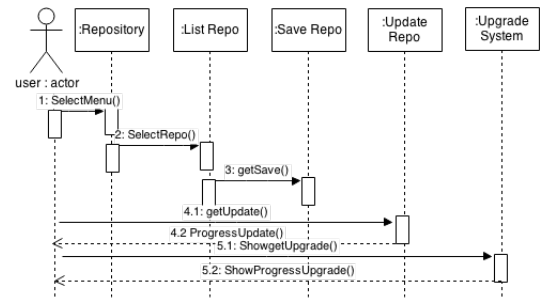 :Repository
:List Repo
:Save Repo
:Update
Repo
:Upgrade
System
user : actor
1: SelectMenu()
2: SelectRepo()
3: getSave()
4.1: getUpdate()
4.2 ProgressUpdate()
5.1: ShowgetUpgrade()
5.2: ShowProgressUpgrade()